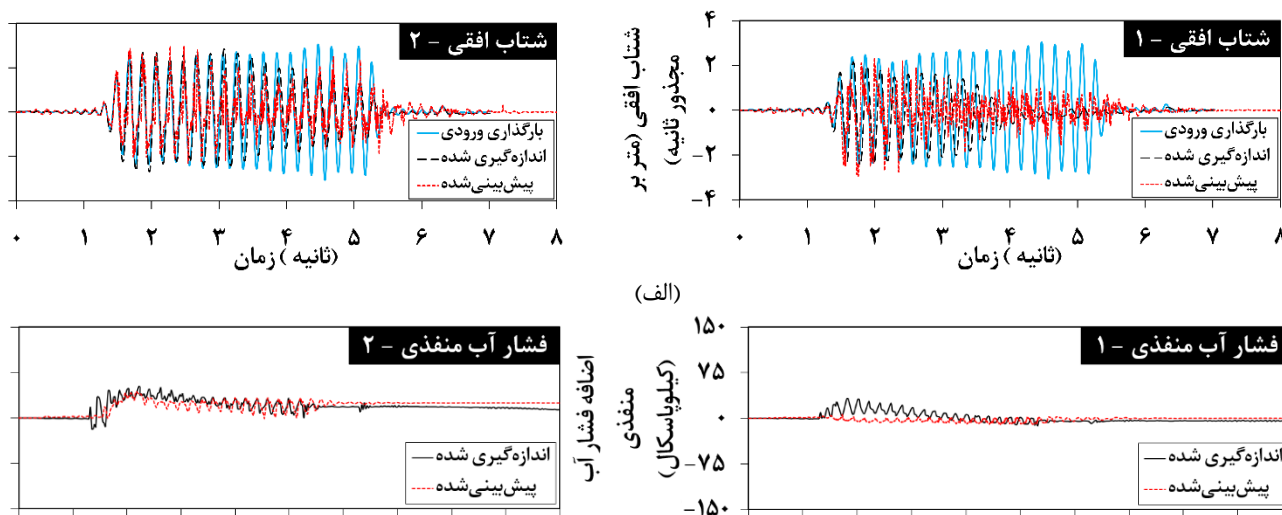 شتاب افقی - ۱
شتاب افقی (متر بر
مجذور ثانیه)
۴
۲
۰
-۲
-۴
بارگذاری ورودی
اندازه‌گیری شده
پیش‌بینی‌شده
۰ ۱ ۲ ۳ ۴ ۵ ۶ ۷ ۸
زمان (ثانیه)
شتاب افقی - ۲
بارگذاری ورودی
اندازه‌گیری شده
پیش‌بینی‌شده
۰ ۱ ۲ ۳ ۴ ۵ ۶ ۷ ۸
زمان (ثانیه)
(الف)
فشار آب منفذی - ۱
اضافه فشار آب
منفذی
(کیلوپاسکال)
۱۵۰
۷۵
۰
-۷۵
-۱۵۰
اندازه‌گیری شده
پیش‌بینی‌شده
فشار آب منفذی - ۲
اندازه‌گیری شده
پیش‌بینی‌شده